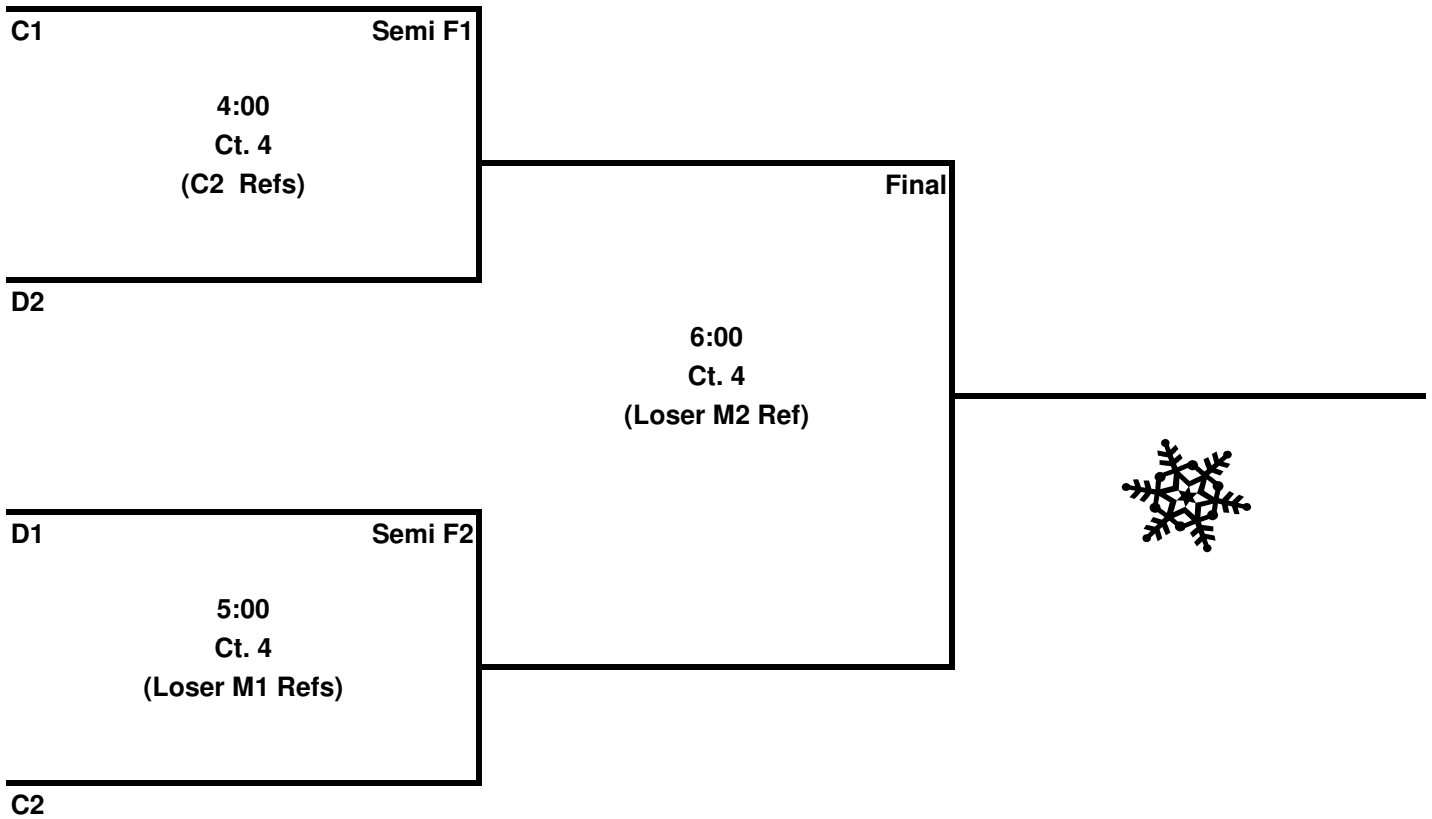 C1
Semi F1
4:00
Ct. 4
(C2  Refs)
D2
Final
6:00
Ct. 4
(Loser M2 Ref)
D1
Semi F2
5:00
Ct. 4
(Loser M1 Refs)
C2